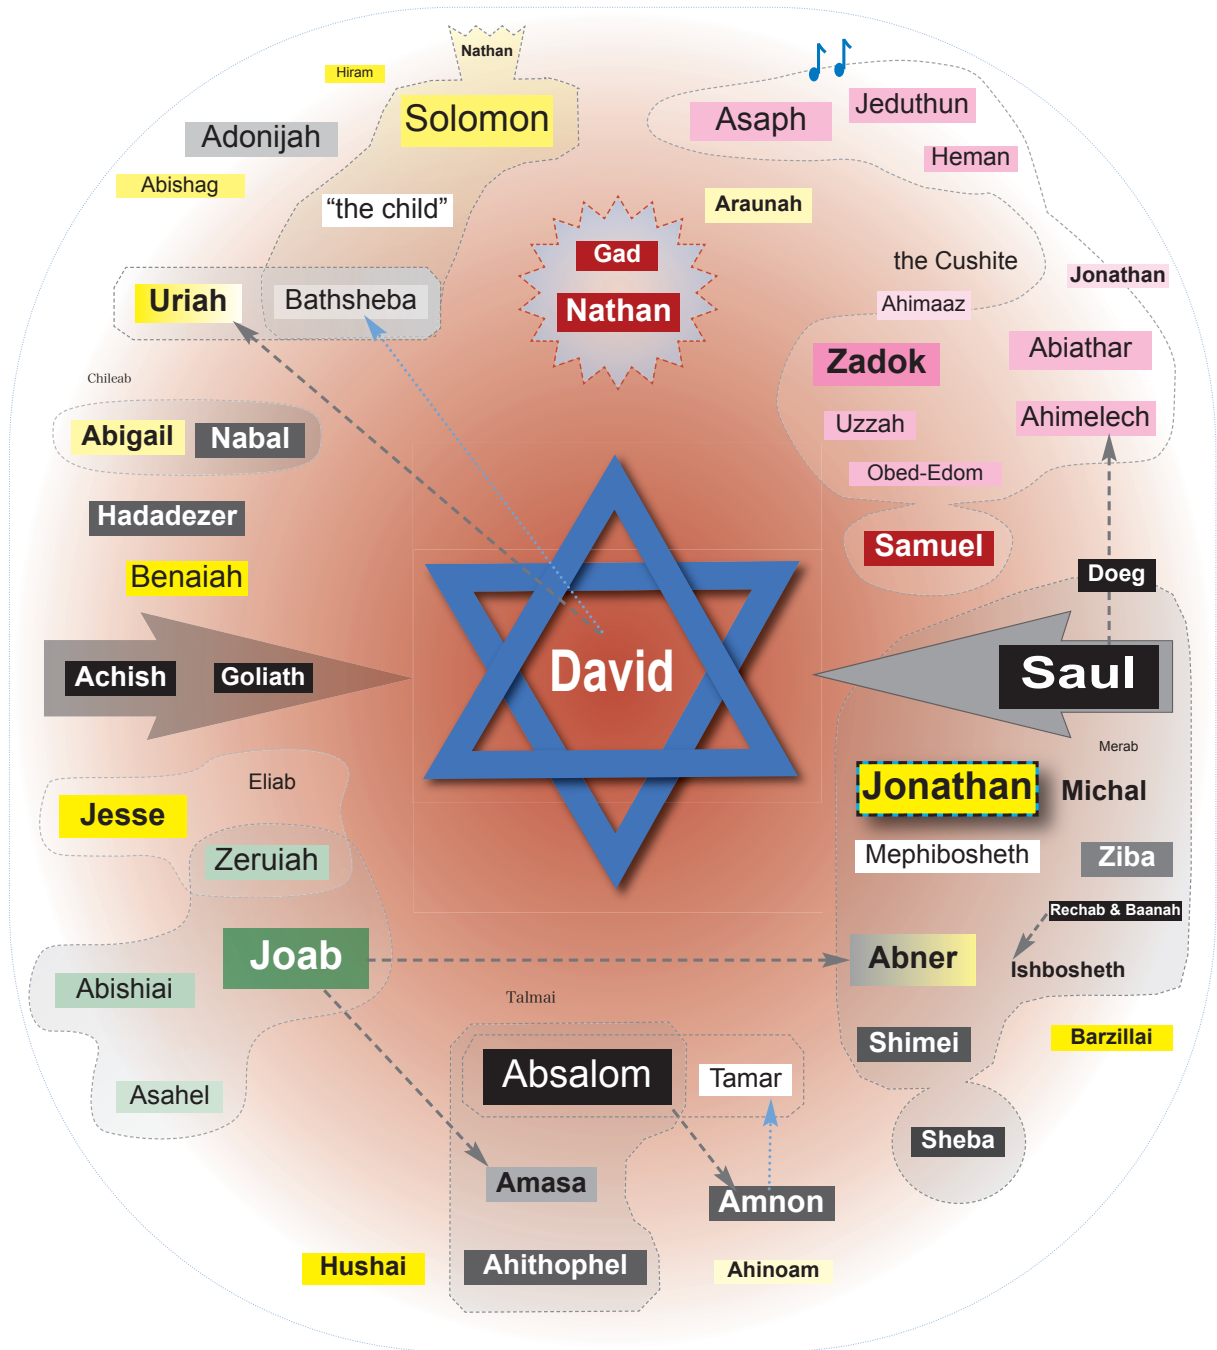 Nathan
Hiram
Solomon
Adonijah
Abishag
“the child”
Asaph
Jeduthun
Heman
Araunah
Gad
Nathan
the Cushite
Jonathan
Ahimaaz
Uriah
Bathsheba
Zadok
Abiathar
Chileab
Abigail
Nabal
Uzzah
Ahimelech
Obed-Edom
Hadadezer
Samuel
Benaiah
Doeg
Achish
Goliath
David
Saul
Merab
Eliab
Jesse
Jonathan
Michal
Zeruiah
Mephibosheth
Ziba
Rechab & Baanah
Joab
Abner
Ishbosheth
Abishiai
Talmai
Shimei
Barzillai
Absalom
Tamar
Asahel
Sheba
Amasa
Amnon
Hushai
Ahithophel
Ahinoam